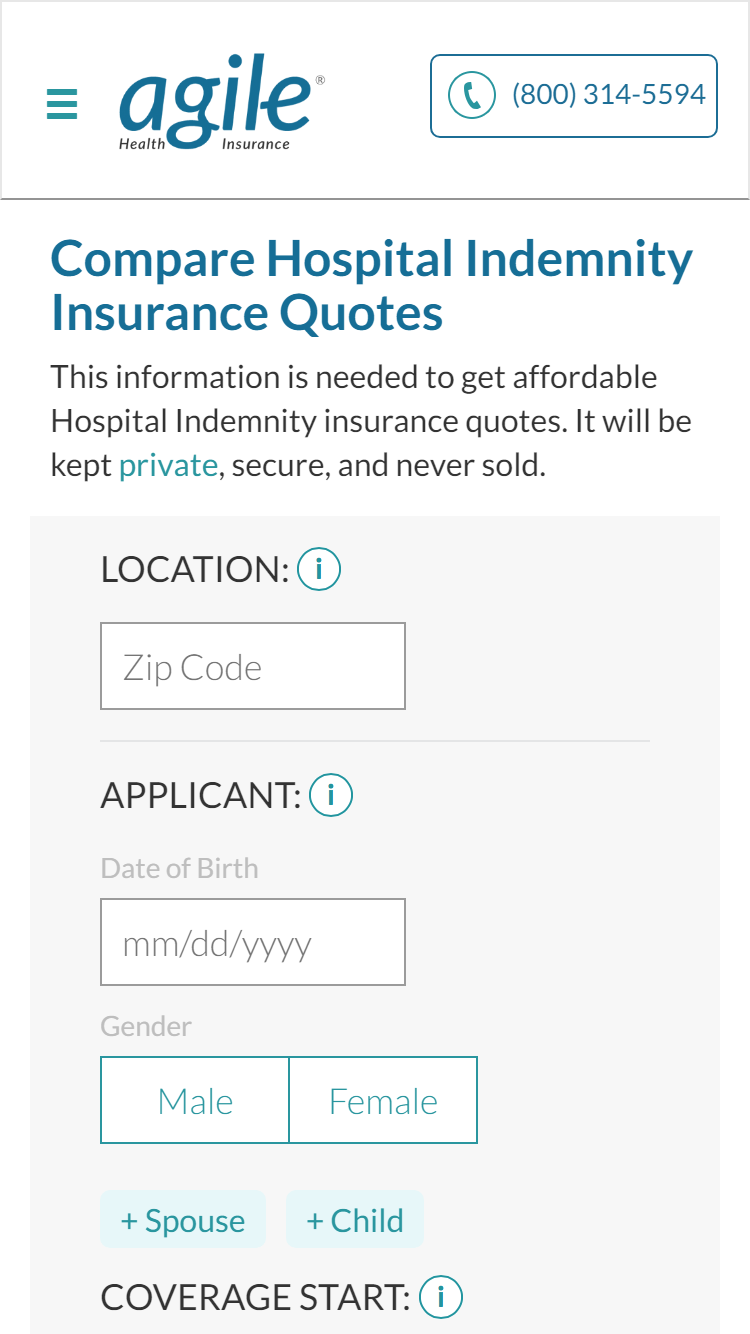 agile®
Health Insurance
(800) 314-5594
Compare Hospital Indemnity
Insurance Quotes
This information is needed to get affordable
Hospital Indemnity insurance quotes. It will be
kept private, secure, and never sold.
LOCATION: i
Zip Code
APPLICANT: i
Date of Birth
mm/dd/yyyy
Gender
Male Female
+ Spouse + Child
COVERAGE START: i